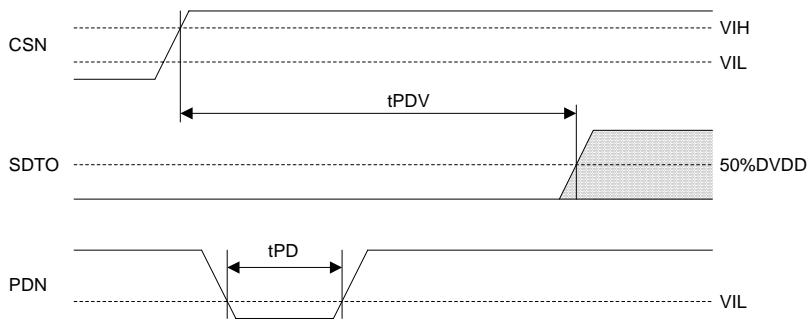 CSN
VIH
VIL
tPDV
SDTO
50%DVDD
tPD
PDN
VIL